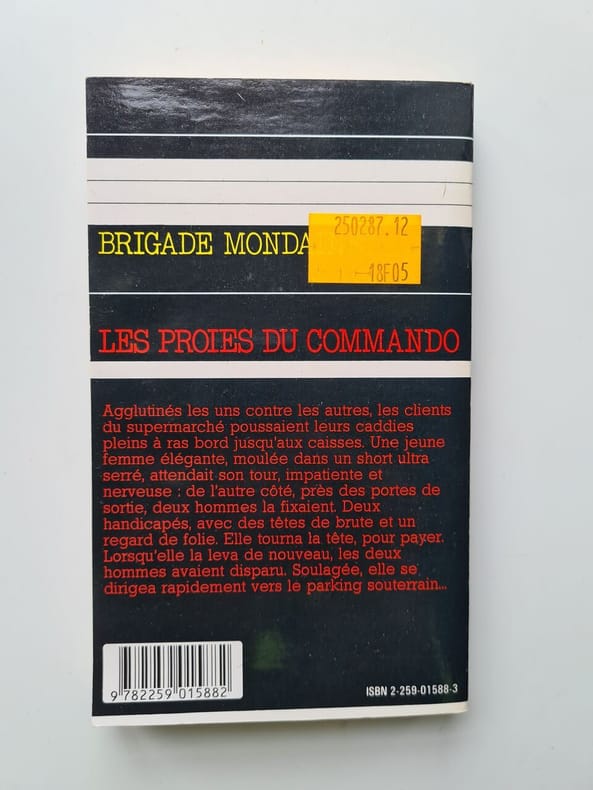 250287.12
18F05
BRIGADE MONDA
LES PROIES DU COMMANDO
Agglutinés les uns contre les autres, les clients
du supermarché poussaient leurs caddies
pleins à ras bord jusqu'aux caisses. Une jeune
femme élégante, moulée dans un short ultra
serré, attendait son tour, impatiente et
nerveuse : de l'autre côté, près des portes de
sortie, deux hommes la fixaient. Deux
handicapés, avec des têtes de brute et un
regard de folie. Elle tourna la tête, pour payer.
Lorsqu'elle la leva de nouveau, les deux
hommes avaient disparu. Soulagée, elle se
dirigea rapidement vers le parking souterrain...
9 782259 015882
ISBN 2-259-01588-3